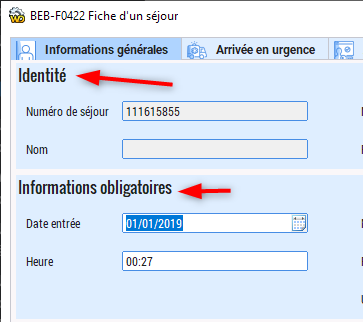 BEB-F0422 Fiche d'un séjour
Informations générales
Arrivée en urgence
Identité
Numéro de séjour
111615855
Nom
Informations obligatoires
Date entrée
01/01/2019
Heure
00:27